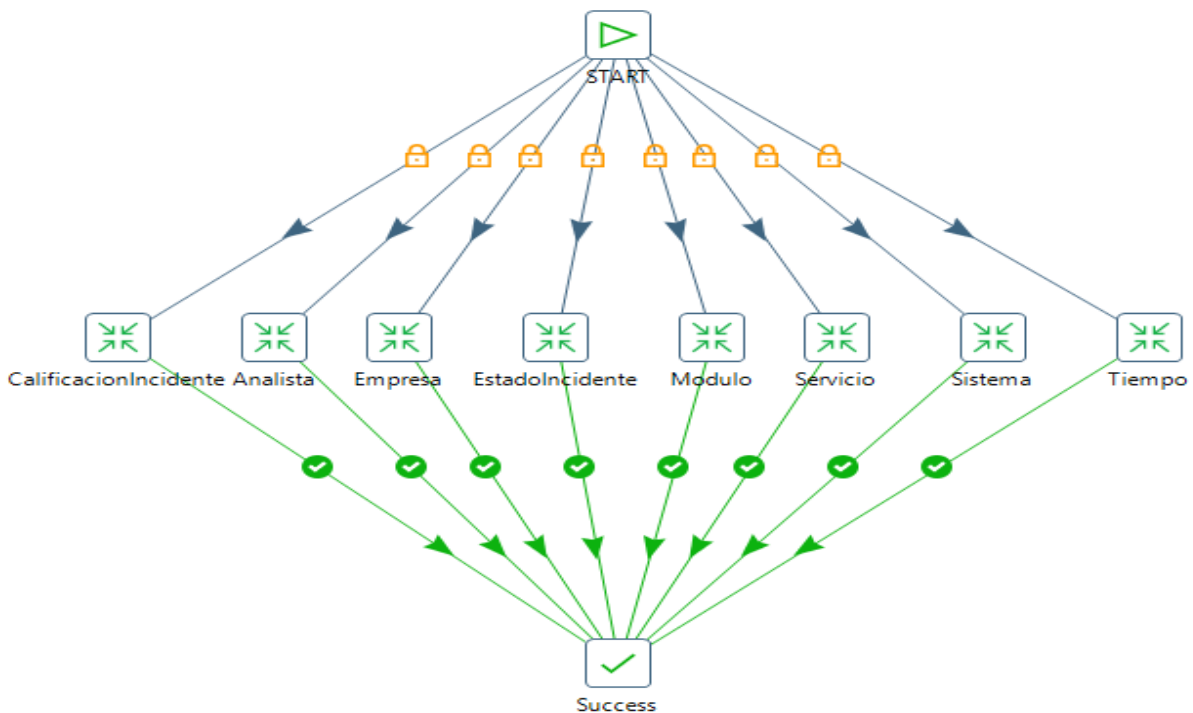 START
CalificacionIncidente Analista Empresa EstadoIncidente Modulo Servicio Sistema Tiempo
Success